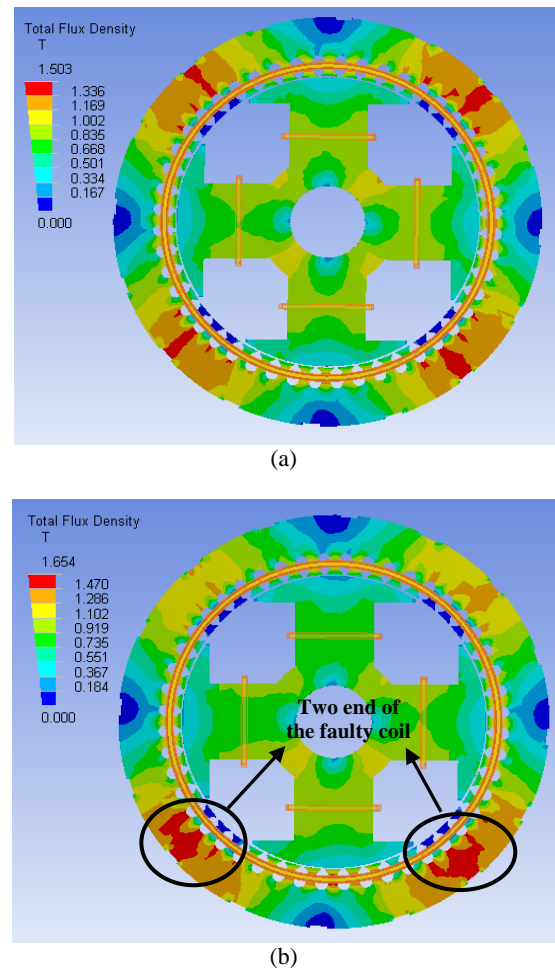 Total Flux Density
T
1.503
1.336
1.169
1.002
0.835
0.668
0.501
0.334
0.167
0.000
(a)
Total Flux Density
T
1.654
1.470
1.286
1.102
0.919
0.735
0.551
0.367
0.184
0.000
Two end of
the faulty coil
(b)